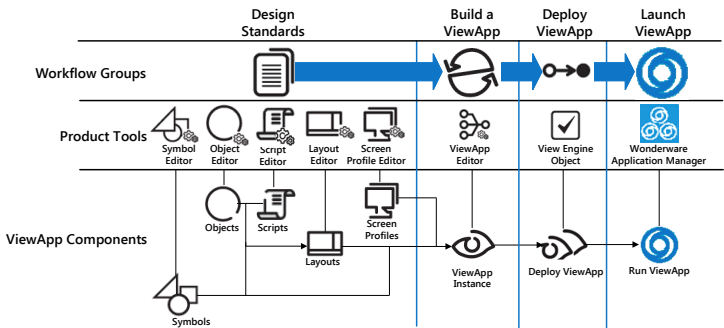 Design
Standards
Build a
ViewApp
Deploy
ViewApp
Launch
ViewApp
Workflow Groups
Product Tools
Symbol
Editor
Object
Editor
Script
Editor
Layout
Editor
Screen
Profile Editor
ViewApp
Editor
View Engine
Object
Wonderware
Application Manager
ViewApp Components
Objects
Scripts
Layouts
Screen
Profiles
ViewApp
Instance
Deploy ViewApp
Run ViewApp
Symbols